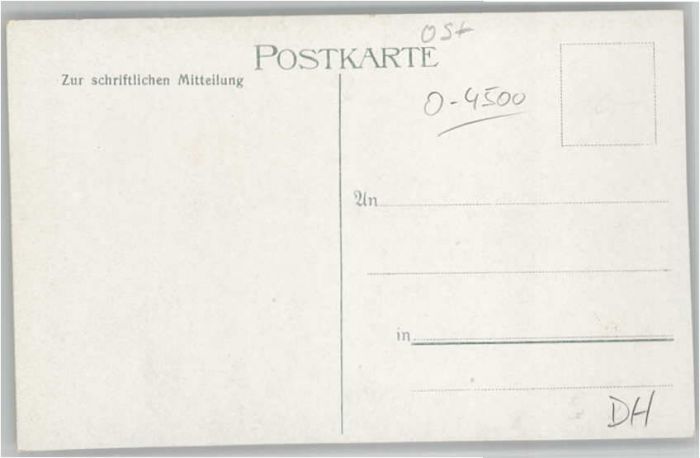 Ost
POSTKARTE
Zur schriftlichen Mitteilung
O-4500
An
in
DH